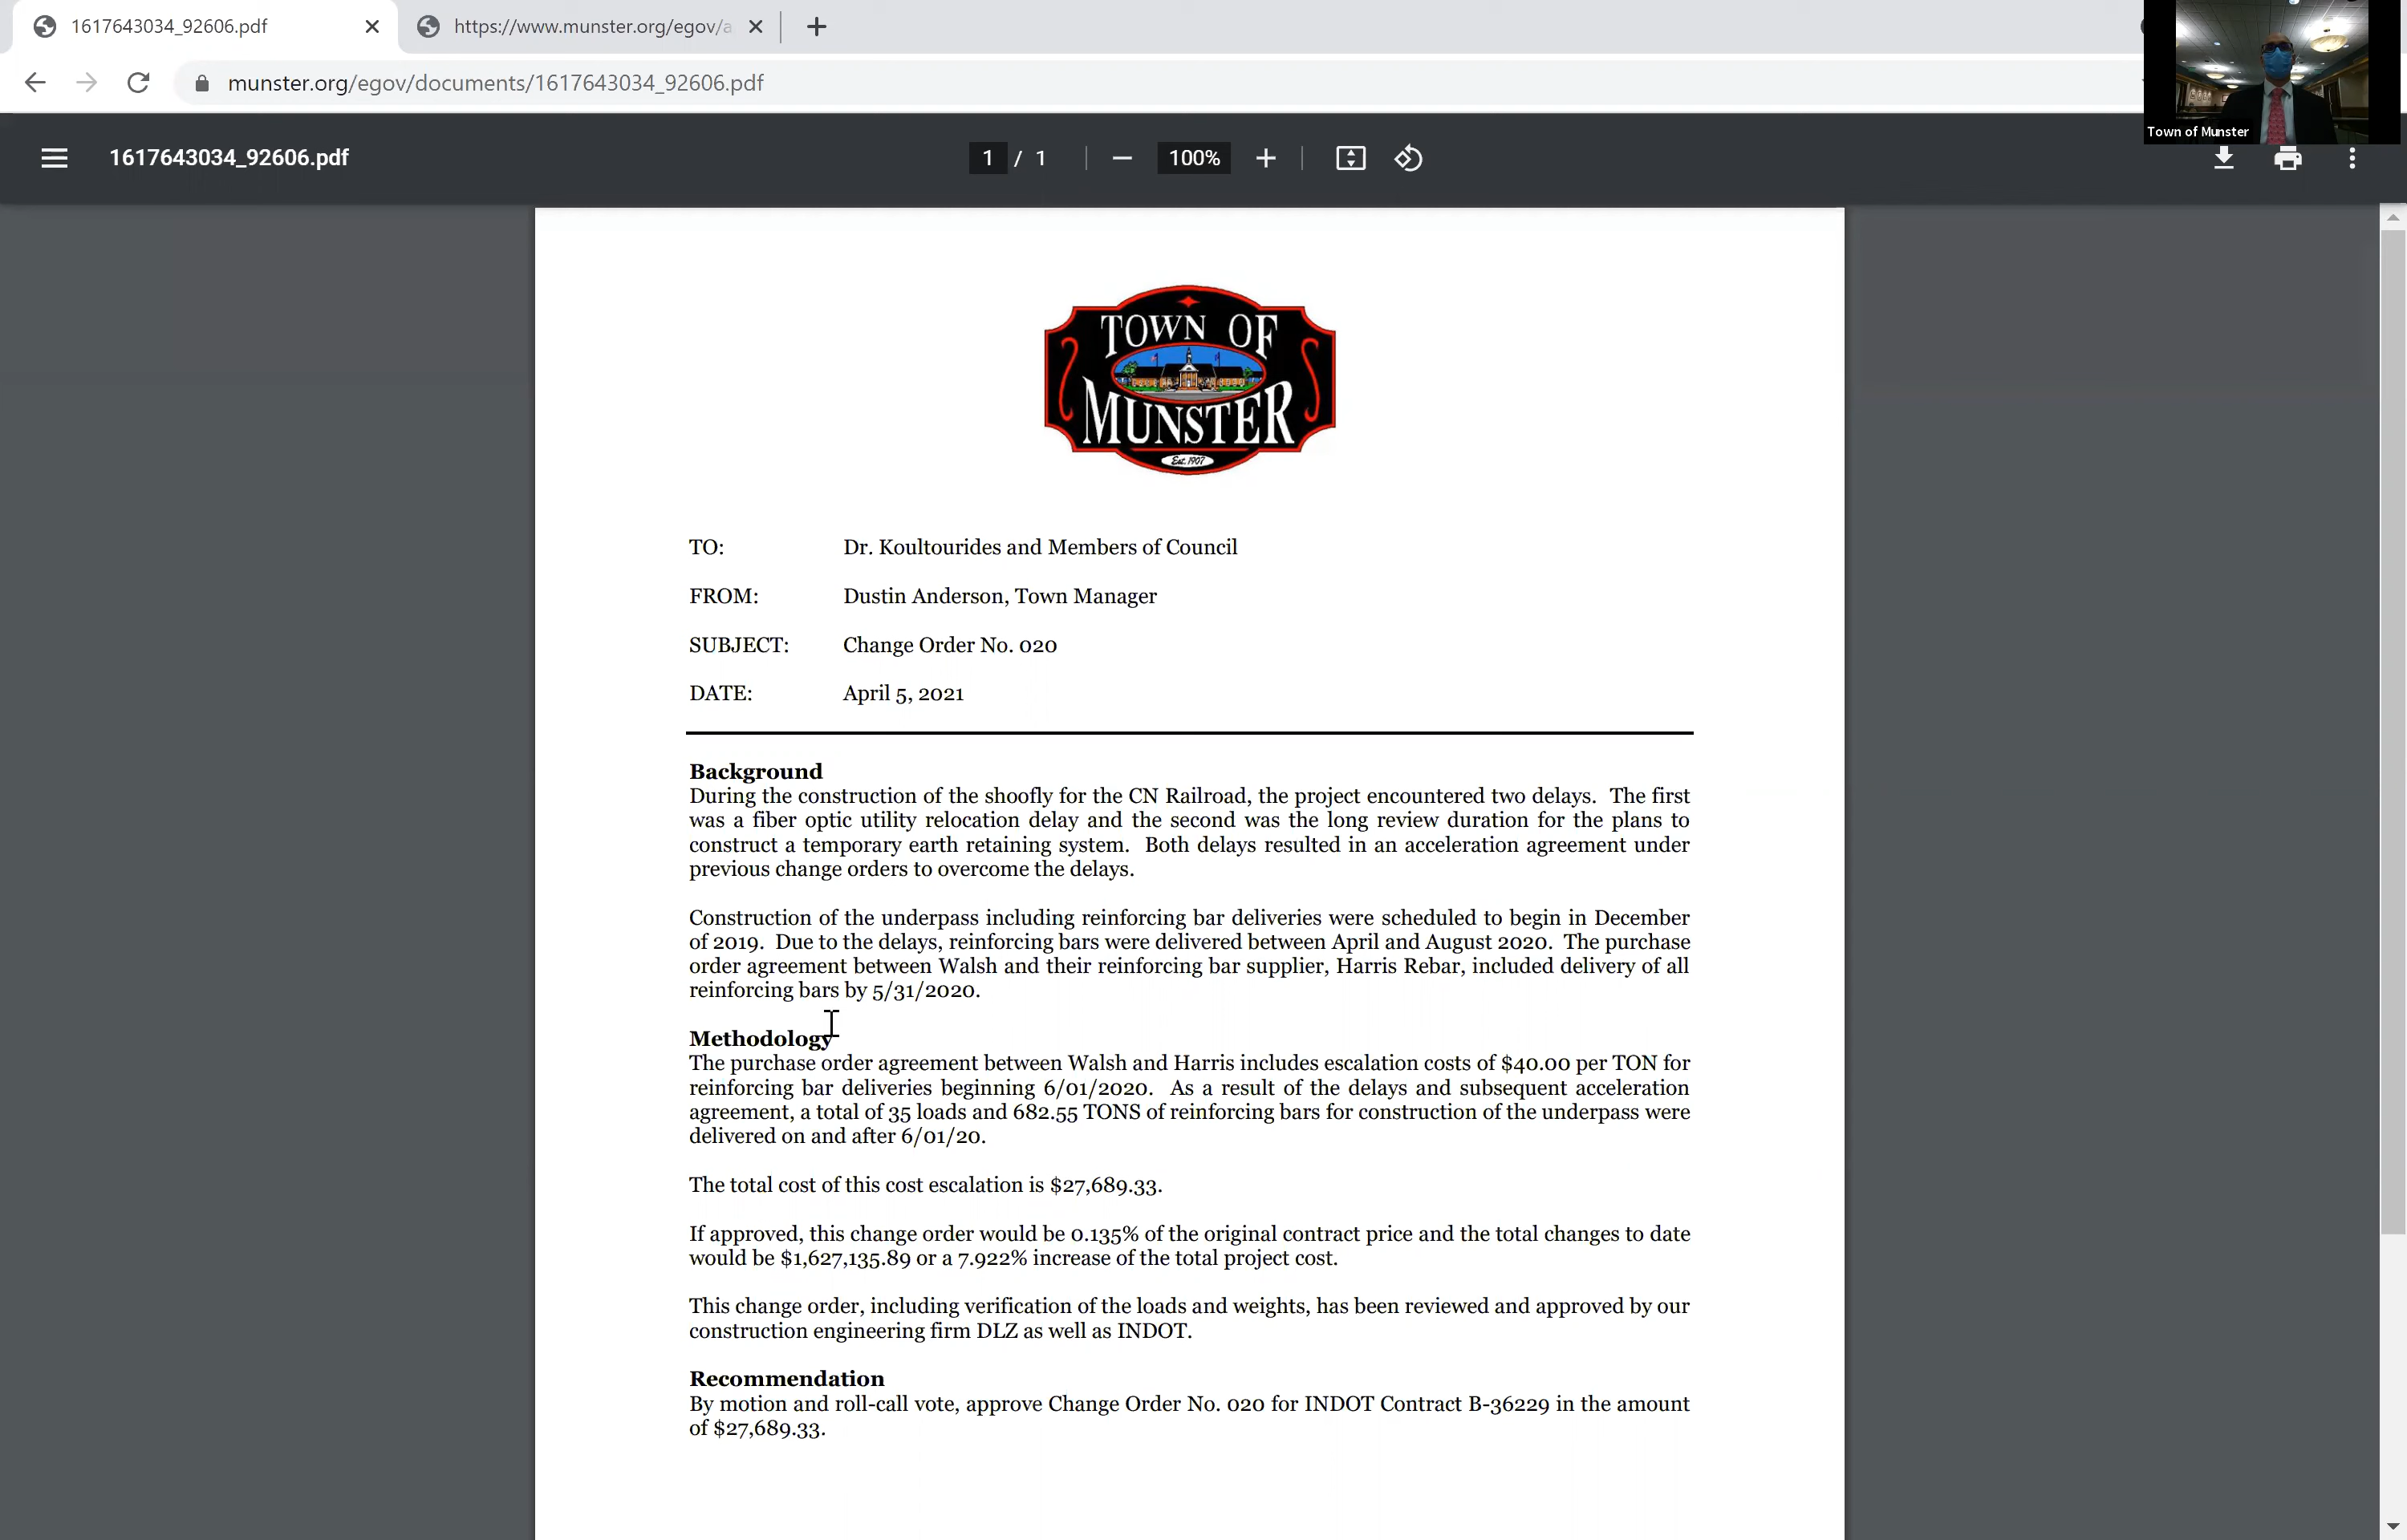 1617643034_92606.pdf
https://www.munster.org/egov/a
munster.org/egov/documents/1617643034_92606.pdf
Town of Munster
1617643034_92606.pdf
1 / 1
100%
TOWN OF
MUNSTER
Est. 1907
TO: Dr. Koultourides and Members of Council
FROM: Dustin Anderson, Town Manager
SUBJECT: Change Order No. 020
DATE: April 5, 2021
Background
During the construction of the shoofly for the CN Railroad, the project encountered two delays. The first
was a fiber optic utility relocation delay and the second was the long review duration for the plans to
construct a temporary earth retaining system. Both delays resulted in an acceleration agreement under
previous change orders to overcome the delays.
Construction of the underpass including reinforcing bar deliveries were scheduled to begin in December
of 2019. Due to the delays, reinforcing bars were delivered between April and August 2020. The purchase
order agreement between Walsh and their reinforcing bar supplier, Harris Rebar, included delivery of all
reinforcing bars by 5/31/2020.
Methodology
The purchase order agreement between Walsh and Harris includes escalation costs of $40.00 per TON for
reinforcing bar deliveries beginning 6/01/2020. As a result of the delays and subsequent acceleration
agreement, a total of 35 loads and 682.55 TONS of reinforcing bars for construction of the underpass were
delivered on and after 6/01/20.
The total cost of this cost escalation is $27,689.33.
If approved, this change order would be 0.135% of the original contract price and the total changes to date
would be $1,627,135.89 or a 7.922% increase of the total project cost.
This change order, including verification of the loads and weights, has been reviewed and approved by our
construction engineering firm DLZ as well as INDOT.
Recommendation
By motion and roll-call vote, approve Change Order No. 020 for INDOT Contract B-36229 in the amount
of $27,689.33.